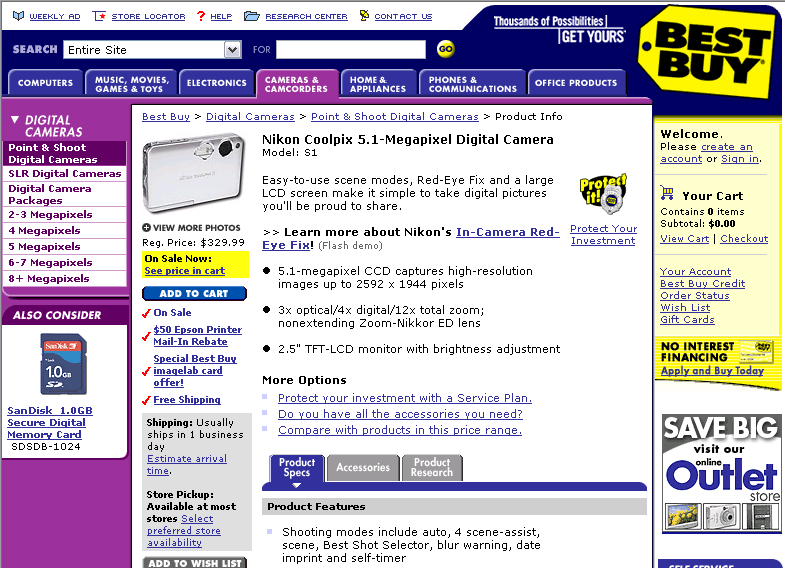 WEEKLY AD
STORE LOCATOR
? HELP
RESEARCH CENTER
CONTACT US
Thousands of Possibilities
GET YOURS
BEST BUY
SEARCH Entire Site FOR GO
COMPUTERS
MUSIC, MOVIES,
GAMES & TOYS
ELECTRONICS
CAMERAS &
CAMCORDERS
HOME &
APPLIANCES
PHONES &
COMMUNICATIONS
OFFICE PRODUCTS
DIGITAL
CAMERAS
Point & Shoot
Digital Cameras
SLR Digital Cameras
Digital Camera
Packages
2-3 Megapixels
4 Megapixels
5 Megapixels
6-7 Megapixels
8+ Megapixels
ALSO CONSIDER
SanDisk
1.0GB
SanDisk 1.0GB
Secure Digital
Memory Card
SDSDB-1024
Best Buy > Digital Cameras > Point & Shoot Digital Cameras > Product Info
VIEW MORE PHOTOS
Reg. Price: $329.99
On Sale Now:
See price in cart
ADD TO CART
On Sale
$50 Epson Printer
Mail-In Rebate
Special Best Buy
imagelab card
offer!
Free Shipping
Shipping: Usually
ships in 1 business
day
Estimate arrival
time.
Store Pickup:
Available at most
stores Select
preferred store
availability
ADD TO WISH LIST
Nikon Coolpix 5.1-Megapixel Digital Camera
Model: S1
Easy-to-use scene modes, Red-Eye Fix and a large
LCD screen make it simple to take digital pictures
you'll be proud to share.
>> Learn more about Nikon's In-Camera Red-
Eye Fix! (Flash demo)
Protect it!
Protect Your
Investment
5.1-megapixel CCD captures high-resolution
images up to 2592 x 1944 pixels
3x optical/4x digital/12x total zoom;
nonextending Zoom-Nikkor ED lens
2.5" TFT-LCD monitor with brightness adjustment
More Options
Protect your investment with a Service Plan.
Do you have all the accessories you need?
Compare with products in this price range.
Product
Specs
Accessories
Product
Research
Product Features
Shooting modes include auto, 4 scene-assist,
scene, Best Shot Selector, blur warning, date
imprint and self-timer
Welcome.
Please create an
account or Sign in.
Your Cart
Contains 0 items
Subtotal: $0.00
View Cart | Checkout
Your Account
Best Buy Credit
Order Status
Wish List
Gift Cards
NO INTEREST
FINANCING
Apply and Buy Today
SAVE BIG
visit our
online
Outlet
store
SELF SERVICE